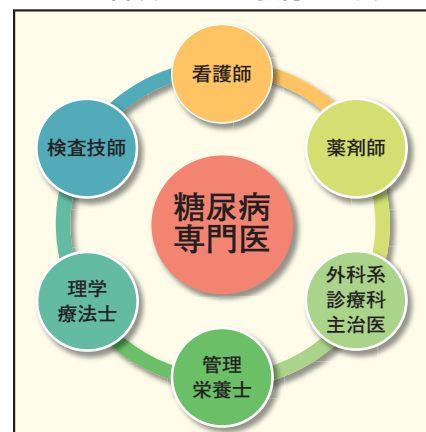 看護師
検査技師
薬剤師
糖尿病
専門医
理学
療法士
外科系
診療科
主治医
管理
栄養士